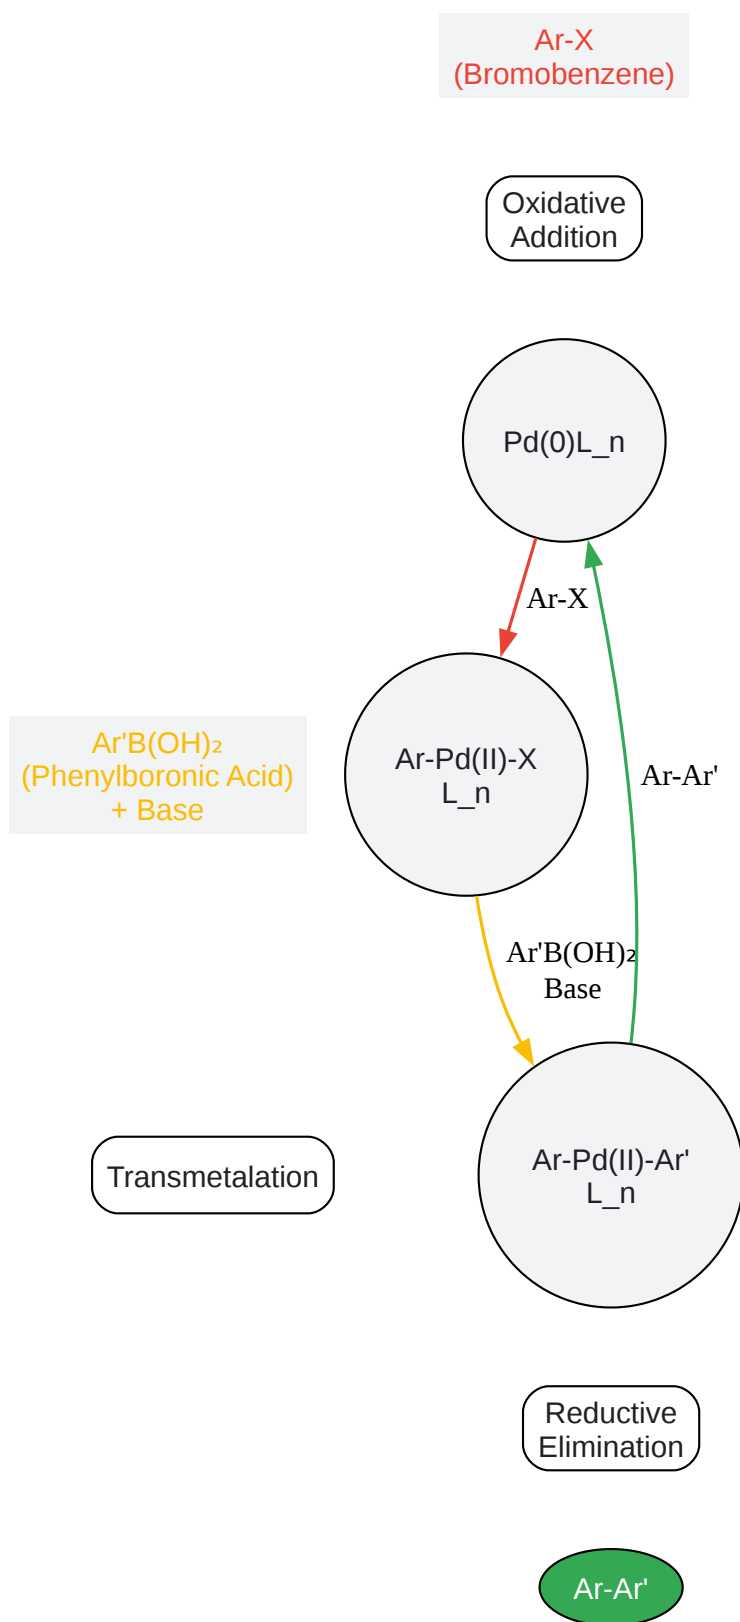 Ar-X
(Bromobenzene)
Oxidative
Addition
Pd(0)L_n
Ar-X
Ar'B(OH)₂
(Phenylboronic Acid)
+ Base
Ar-Pd(II)-X
L_n
Ar-Ar'
Ar'B(OH)₂
Base
Transmetalation
Ar-Pd(II)-Ar'
L_n
Reductive
Elimination
Ar-Ar'